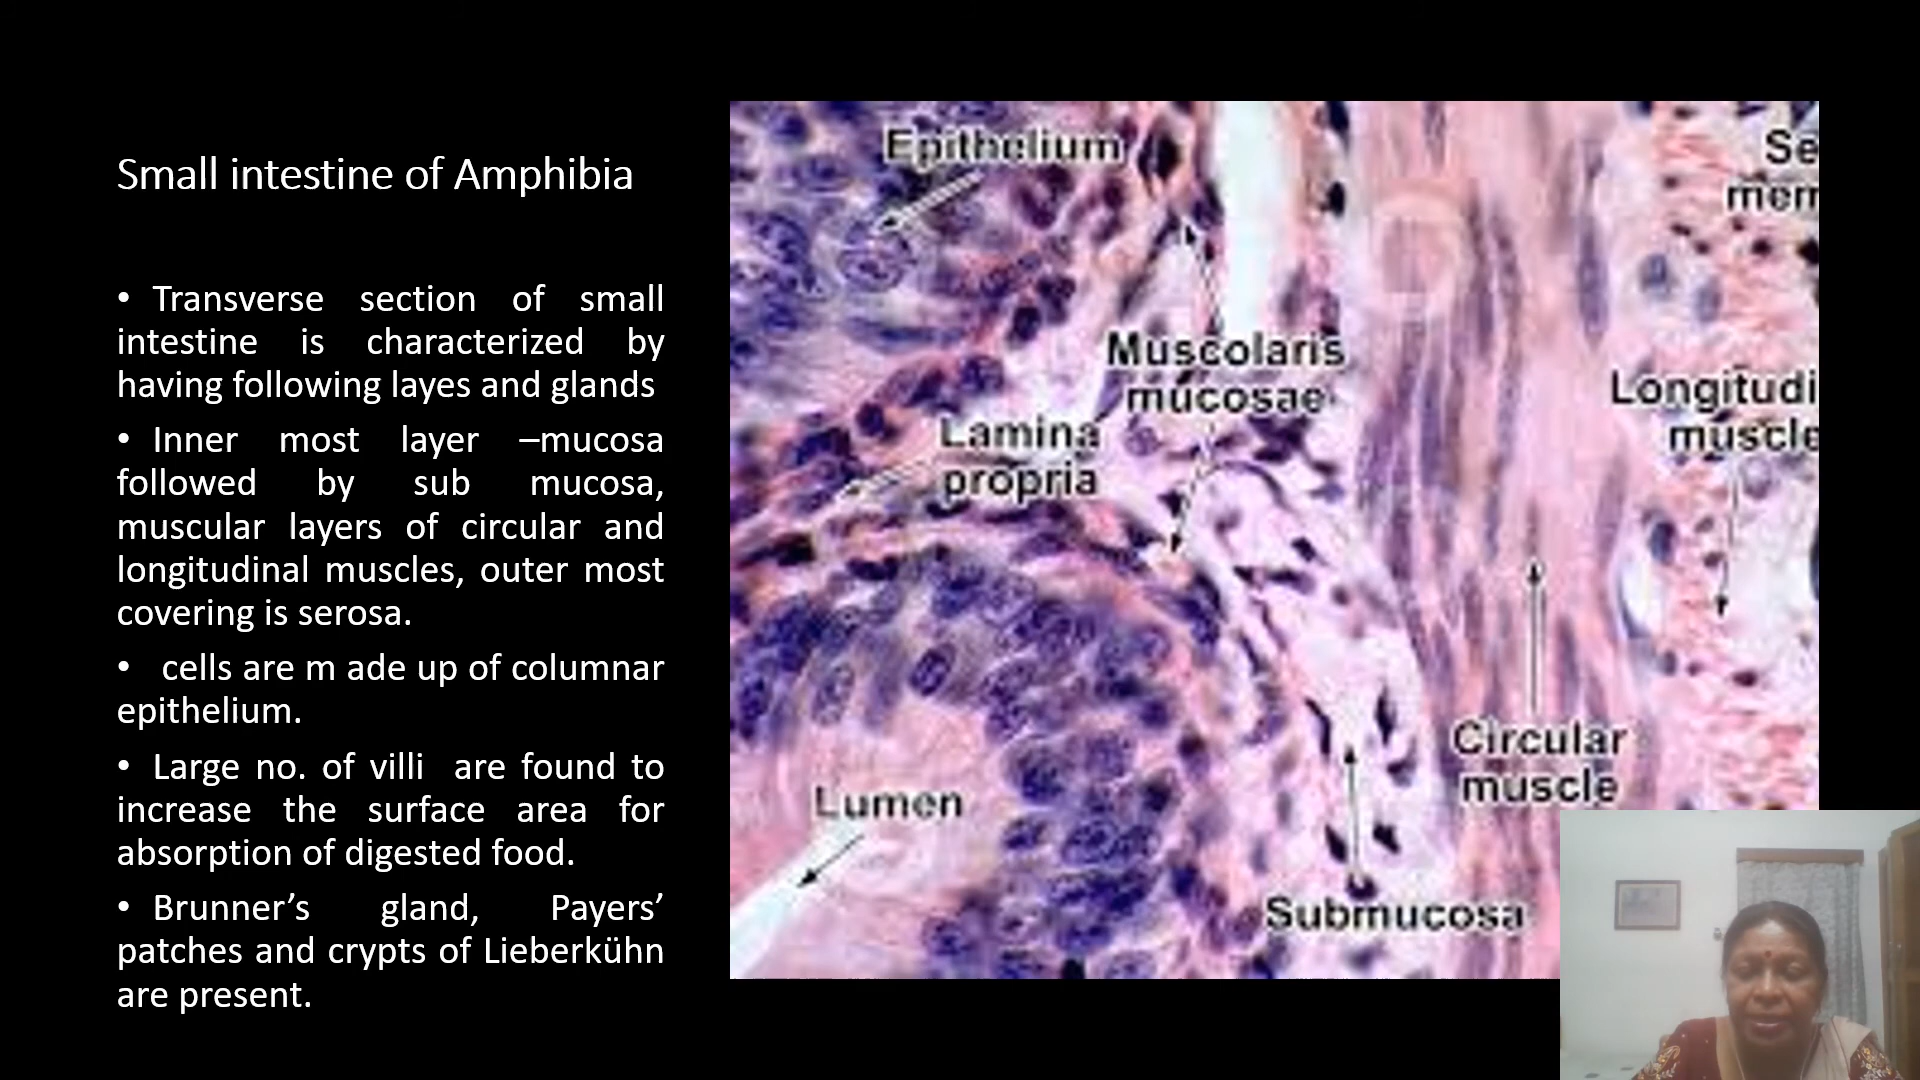 Small intestine of Amphibia
• Transverse section of small
intestine is characterized by
having following layes and glands
• Inner most layer –mucosa
followed by sub mucosa,
muscular layers of circular and
longitudinal muscles, outer most
covering is serosa.
• cells are m ade up of columnar
epithelium.
• Large no. of villi are found to
increase the surface area for
absorption of digested food.
• Brunner’s gland, Payers’
patches and crypts of Lieberkühn
are present.
Epithelium
Se
mem
Muscolaris
mucosae
Longitudi
muscle
Lamina
propria
Circular
muscle
Lumen
Submucosa